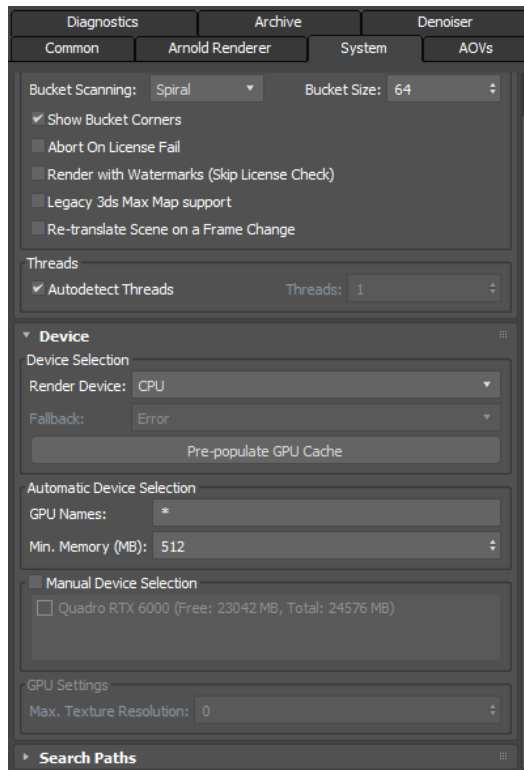 Diagnostics Archive Denoiser
Common Arnold Renderer System AOVs
Bucket Scanning: Spiral Bucket Size: 64
Show Bucket Corners
Abort On License Fail
Render with Watermarks (Skip License Check)
Legacy 3ds Max Map support
Re-translate Scene on a Frame Change
Threads
Autodetect Threads Threads: 1
Device
Device Selection
Render Device: CPU
Fallback: Error
Pre-populate GPU Cache
Automatic Device Selection
GPU Names: *
Min. Memory (MB): 512
Manual Device Selection
Quadro RTX 6000 (Free: 23042 MB, Total: 24576 MB)
GPU Settings
Max. Texture Resolution: 0
Search Paths